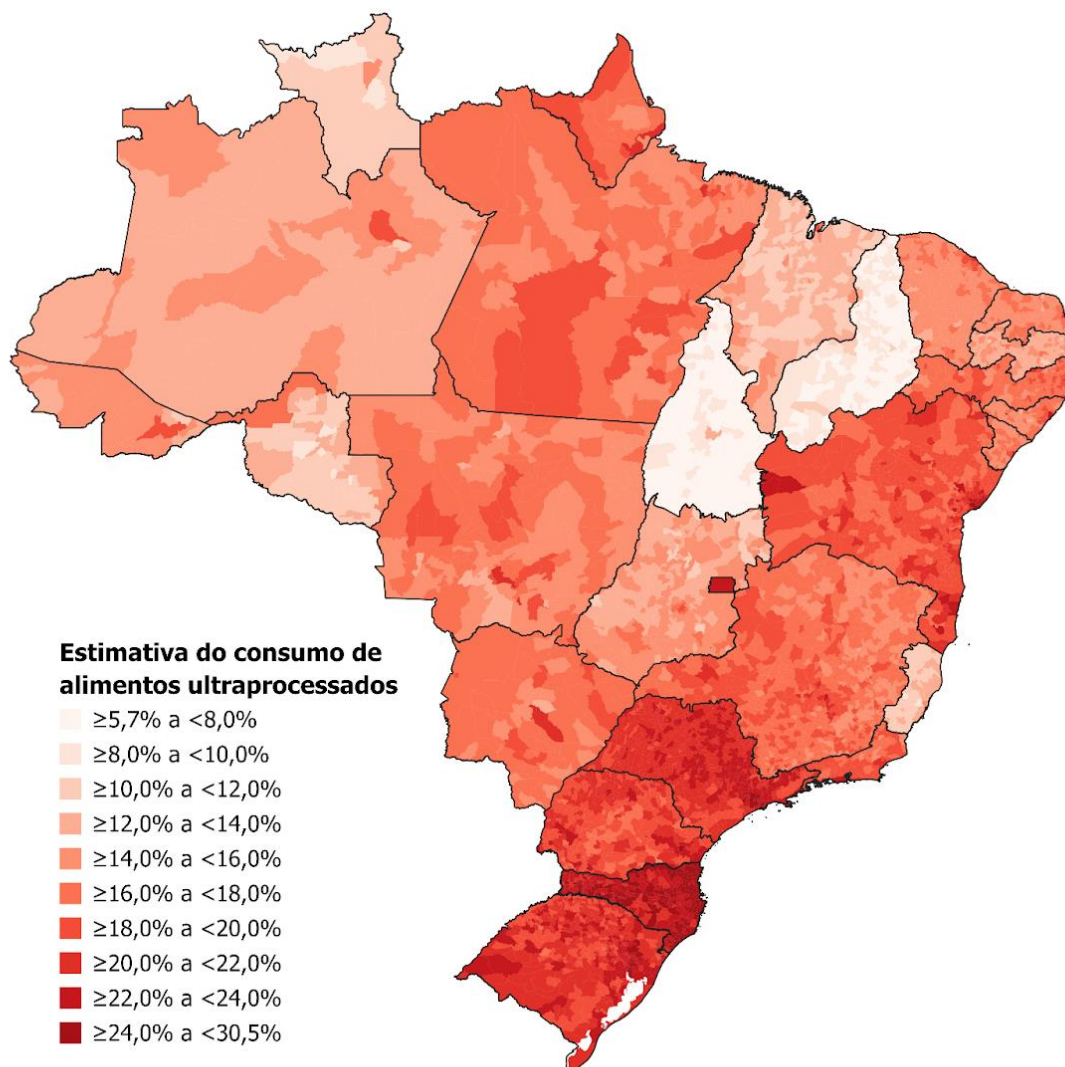 Estimativa do consumo de
alimentos ultraprocessados
≥5,7% a <8,0%
≥8,0% a <10,0%
≥10,0% a <12,0%
≥12,0% a <14,0%
≥14,0% a <16,0%
≥16,0% a <18,0%
≥18,0% a <20,0%
≥20,0% a <22,0%
≥22,0% a <24,0%
≥24,0% a <30,5%